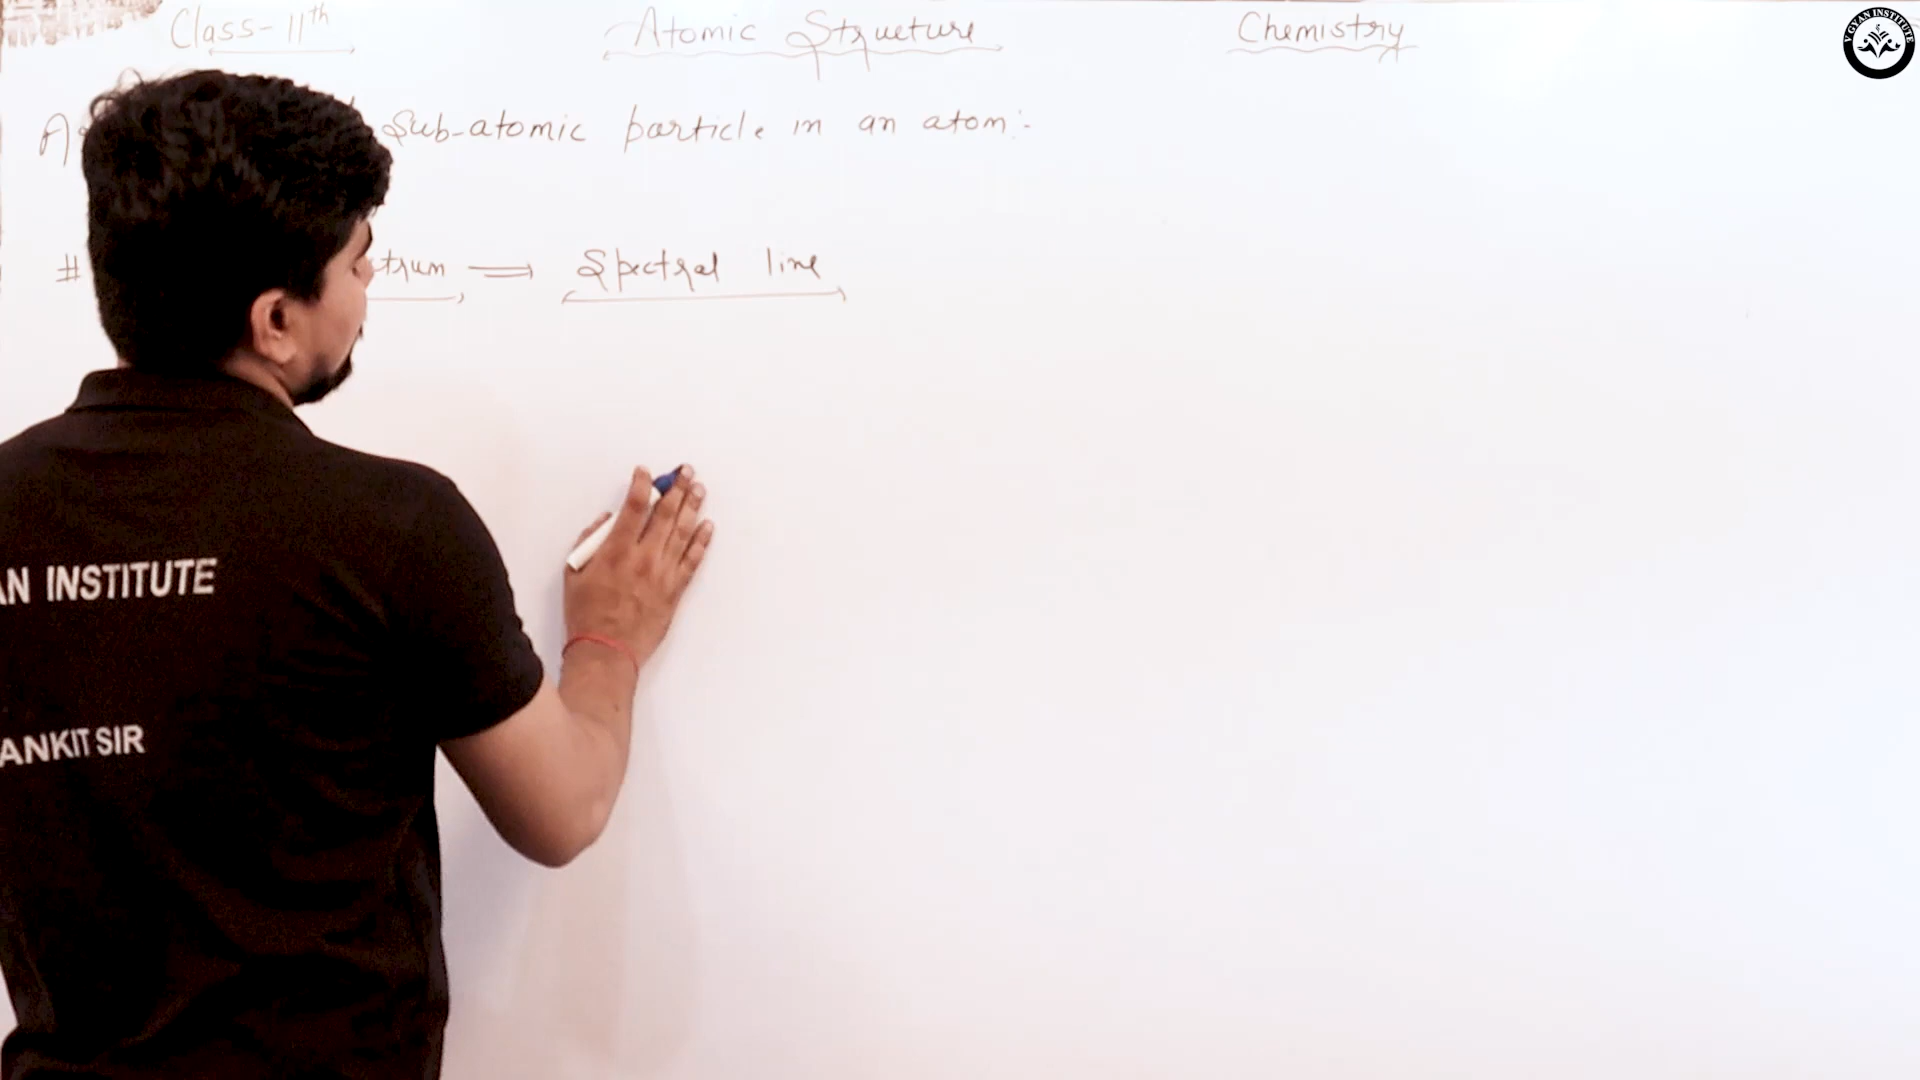 Class-11th Atomic Structure Chemistry
V GYAN INSTITUTE
Sub-atomic particle in an atom:-
# trum ⇒ Spectral line
AN INSTITUTE
ANKIT SIR